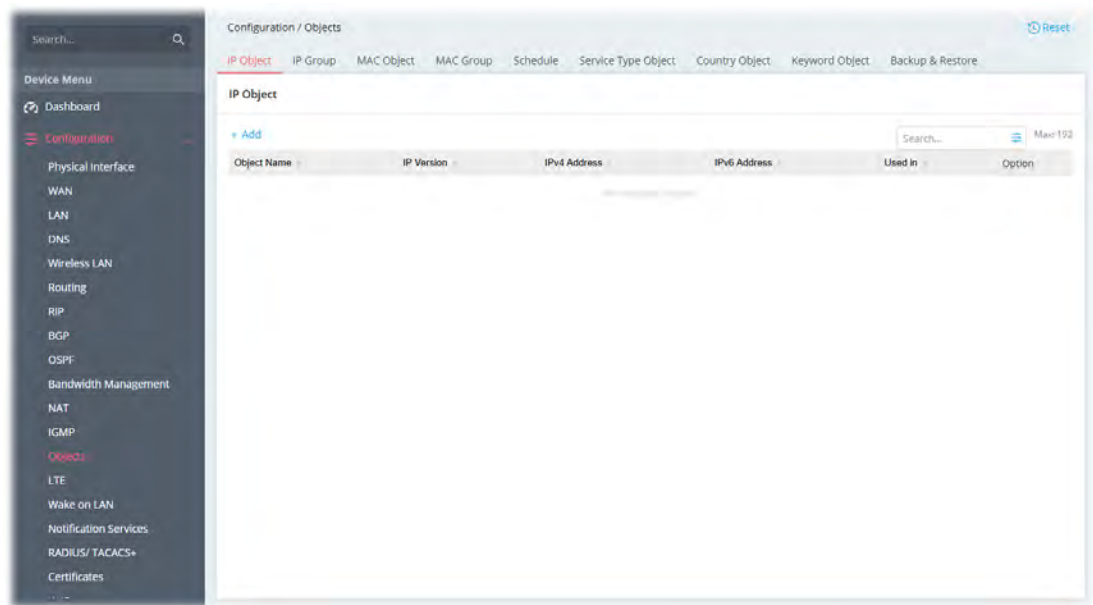 Search...
Device Menu
Dashboard
Configuration
Physical Interface
WAN
LAN
DNS
Wireless LAN
Routing
RIP
BGP
OSPF
Bandwidth Management
NAT
IGMP
Objects
LTE
Wake on LAN
Notification Services
RADIUS/ TACACS+
Certificates
Configuration / Objects
Reset
IP Object IP Group MAC Object MAC Group Schedule Service Type Object Country Object Keyword Object Backup & Restore
IP Object
+ Add
Search...
Max: 192
Object Name IP Version IPv4 Address IPv6 Address Used in Option